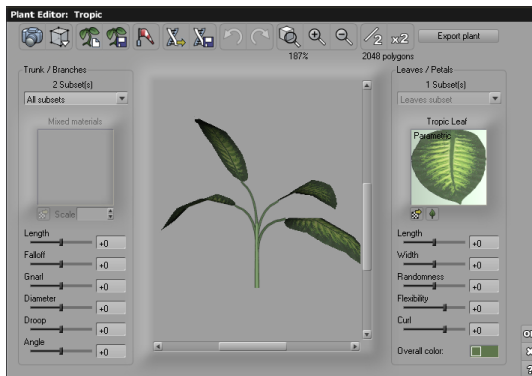 Plant Editor: Tropic
Export plant
187%
2048 polygons
Trunk / Branches
2 Subset(s)
All subsets
Mixed materials
Scale
Length +0
Falloff +0
Gnarl +0
Diameter +0
Droop +0
Angle +0
Leaves / Petals
1 Subset(s)
Leaves subset
Tropic Leaf
Parametric
Length +0
Width +0
Randomness +0
Flexibility +0
Curl +0
Overall color: